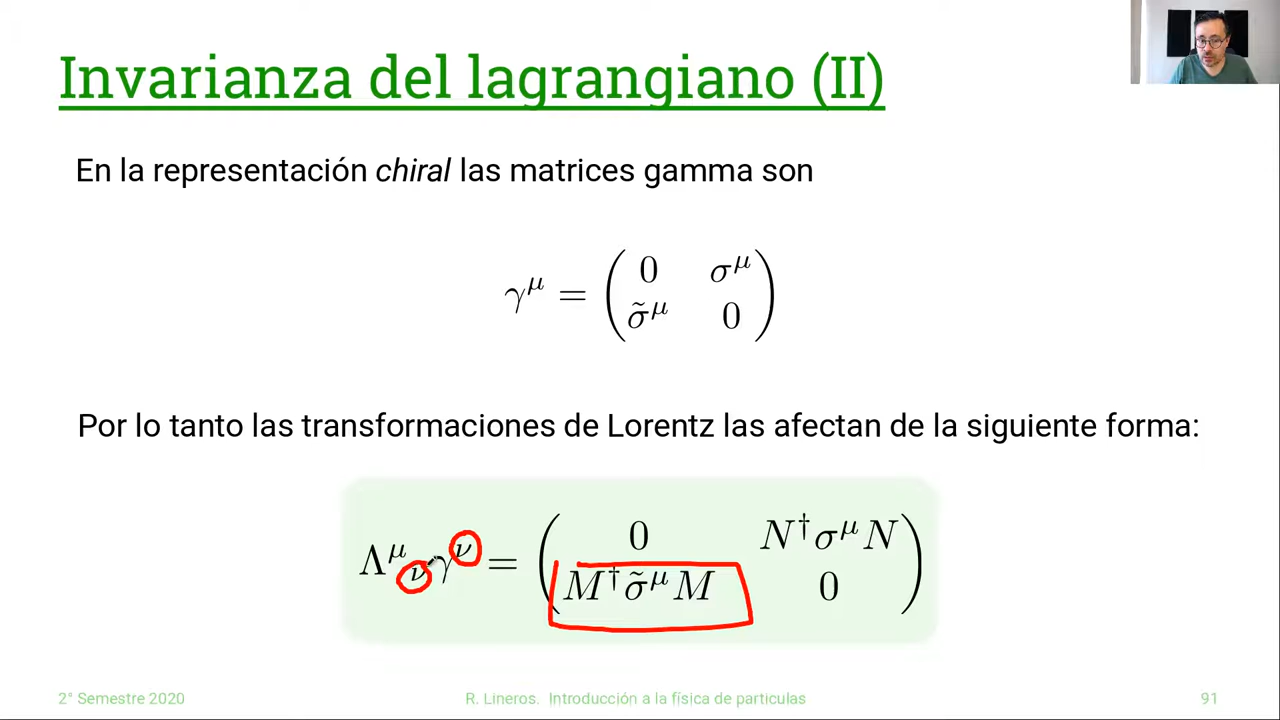 Invarianza del lagrangiano (II)
En la representación chiral las matrices gamma son
γ^μ = ( 0 σ^μ
σ̃^μ 0 )
Por lo tanto las transformaciones de Lorentz las afectan de la siguiente forma:
Λ^μ_ν γ^ν = ( 0 N†σ^μN
M†σ̃^μM 0 )
2° Semestre 2020 R. Lineros. Introducción a la física de particulas 91